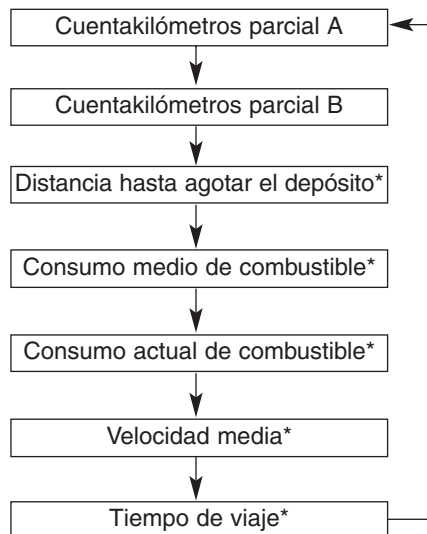 Cuentakilómetros parcial A
Cuentakilómetros parcial B
Distancia hasta agotar el depósito*
Consumo medio de combustible*
Consumo actual de combustible*
Velocidad media*
Tiempo de viaje*